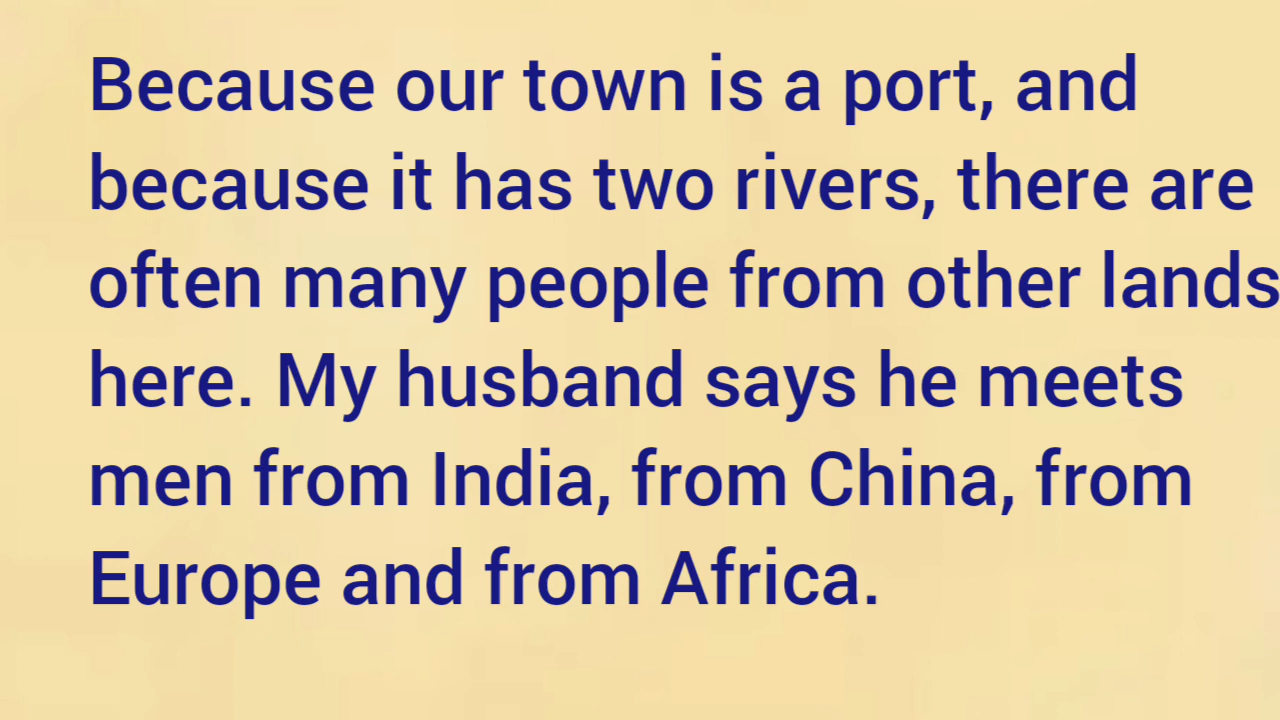 Because our town is a port, and
because it has two rivers, there are
often many people from other lands
here. My husband says he meets
men from India, from China, from
Europe and from Africa.